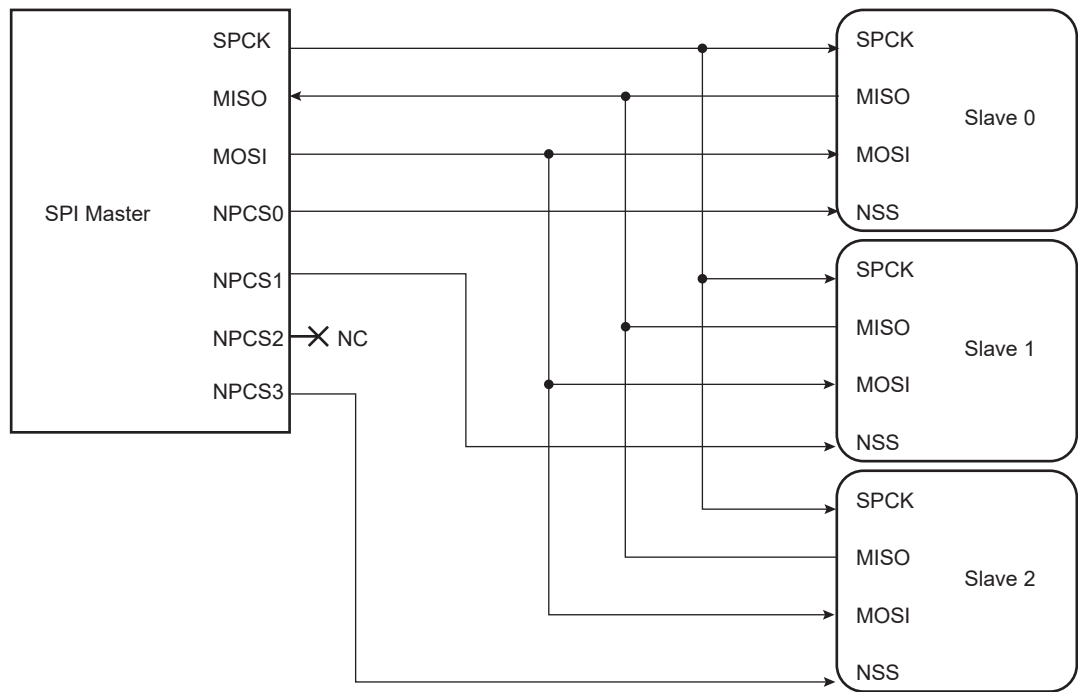 SPI Master
SPCK
MISO
MOSI
NPCS0
NPCS1
NPCS2
NC
NPCS3
SPCK
MISO
Slave 0
MOSI
NSS
SPCK
MISO
Slave 1
MOSI
NSS
SPCK
MISO
Slave 2
MOSI
NSS